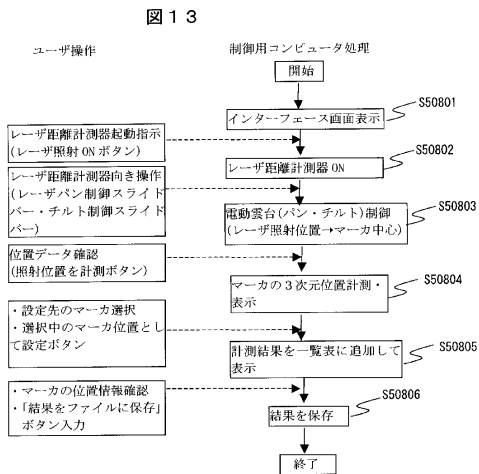 図１３
ユーザ操作
制御用コンピュータ処理
開始
S50801
インターフェース画面表示
レーザ距離計測器起動指示
(レーザ照射 ON ボタン)
S50802
レーザ距離計測器 ON
レーザ距離計測器向き操作
(レーザパン制御スライド
バー・チルト制御スライド
バー)
S50803
電動雲台(パン・チルト)制御
(レーザ照射位置→マーカ中心)
位置データ確認
(照射位置を計測ボタン)
S50804
マーカの３次元位置計測・
表示
・設定先のマーカ選択
・選択中のマーカ位置とし
て設定ボタン
S50805
計測結果を一覧表に追加して
表示
・マーカの位置情報確認
・「結果をファイルに保存」
ボタン入力
S50806
結果を保存
終了